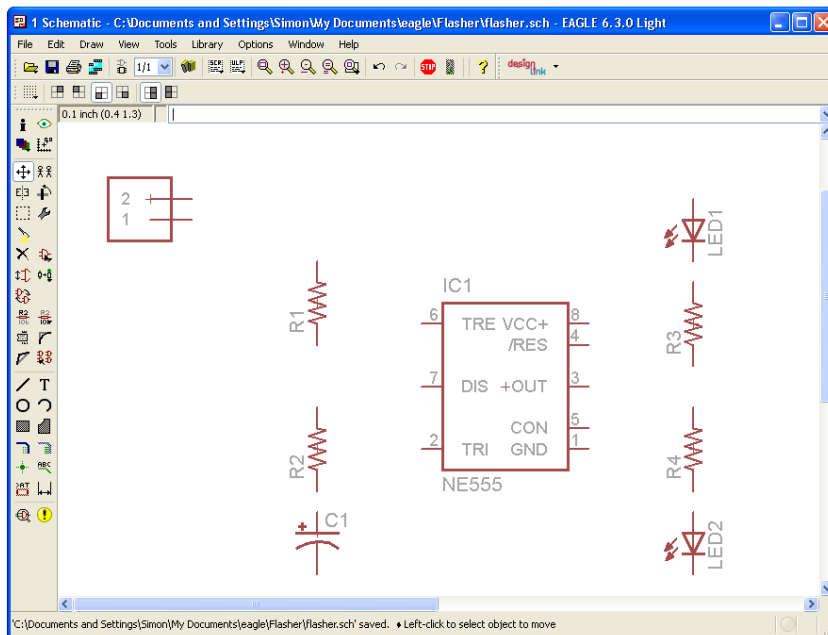 1 Schematic - C:\Documents and Settings\Simon\My Documents\eagle\Flasher\flasher.sch - EAGLE 6.3.0 Light
File Edit Draw View Tools Library Options Window Help
1/1 SCR ULP STOP ? design link
0.1 inch (0.4 1.3)
2
1
R1
R2
C1
IC1
6 TRE VCC+ 8
/RES 4
7 DIS +OUT 3
CON 5
2 TRI GND 1
NE555
LED1
R3
R4
LED2
'C:\Documents and Settings\Simon\My Documents\eagle\Flasher\flasher.sch' saved. ♦ Left-click to select object to move